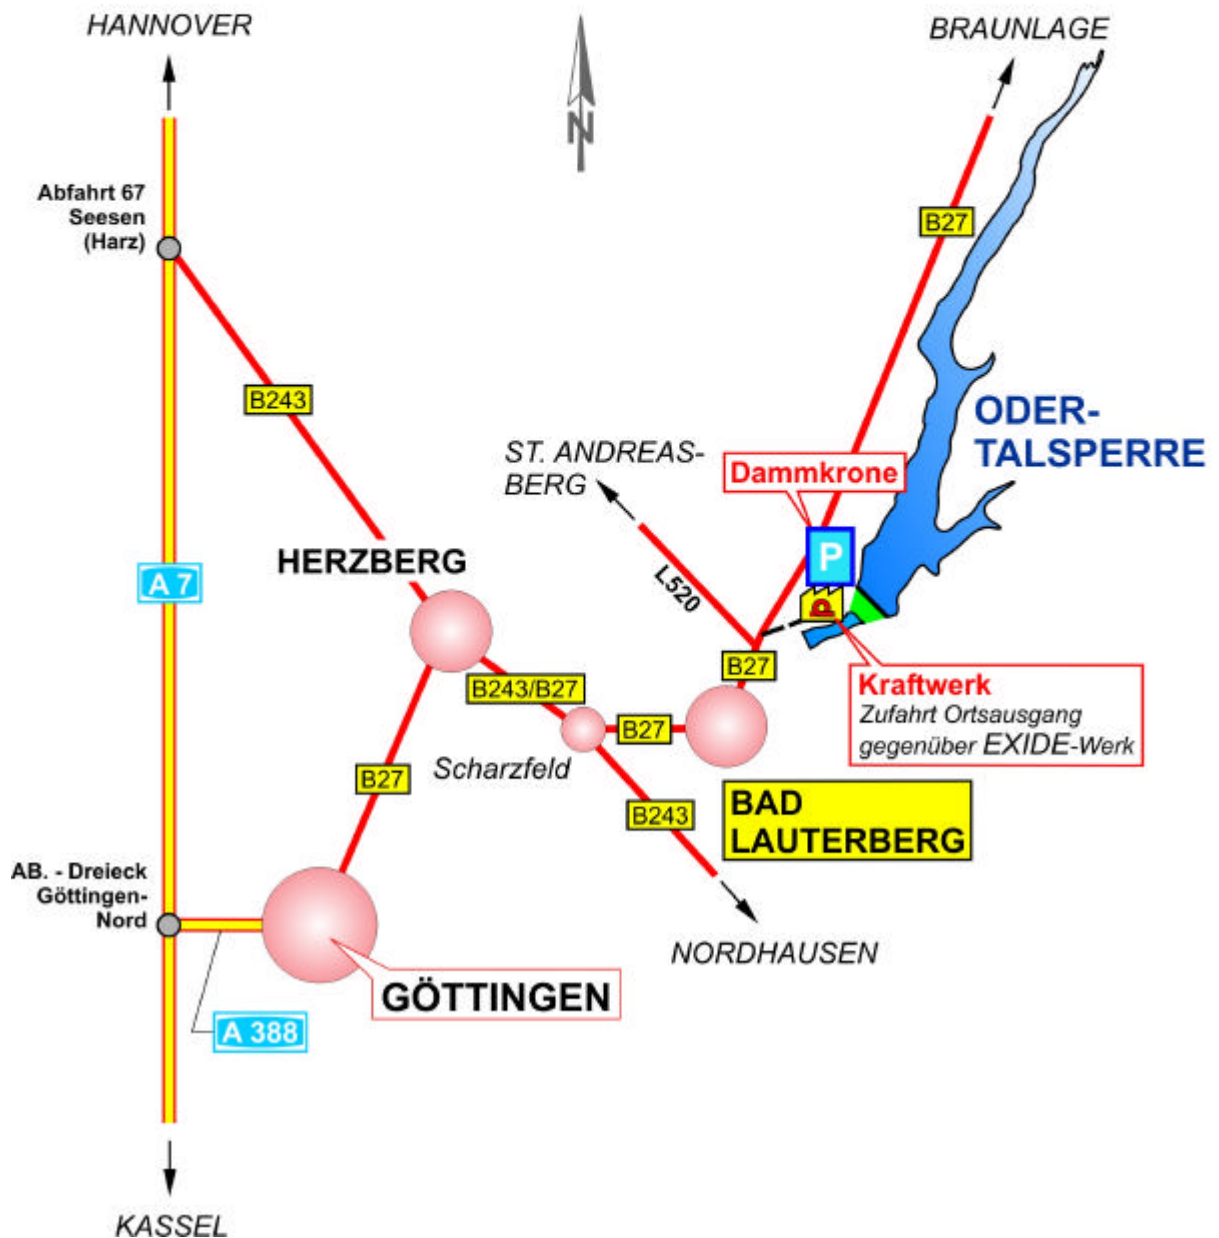 HANNOVER
BRAUNLAGE
N
Abfahrt 67
Seesen
(Harz)
B27
B243
ODER-
TALSPERRE
ST. ANDREAS-
BERG
Dammkrone
P
HERZBERG
A 7
L520
B27
B243/B27
B27
Kraftwerk
Zufahrt Ortsausgang
gegenüber EXIDE-Werk
Scharzfeld
B27
B243
BAD
LAUTERBERG
AB. - Dreieck
Göttingen-
Nord
NORDHAUSEN
GÖTTINGEN
A 388
KASSEL